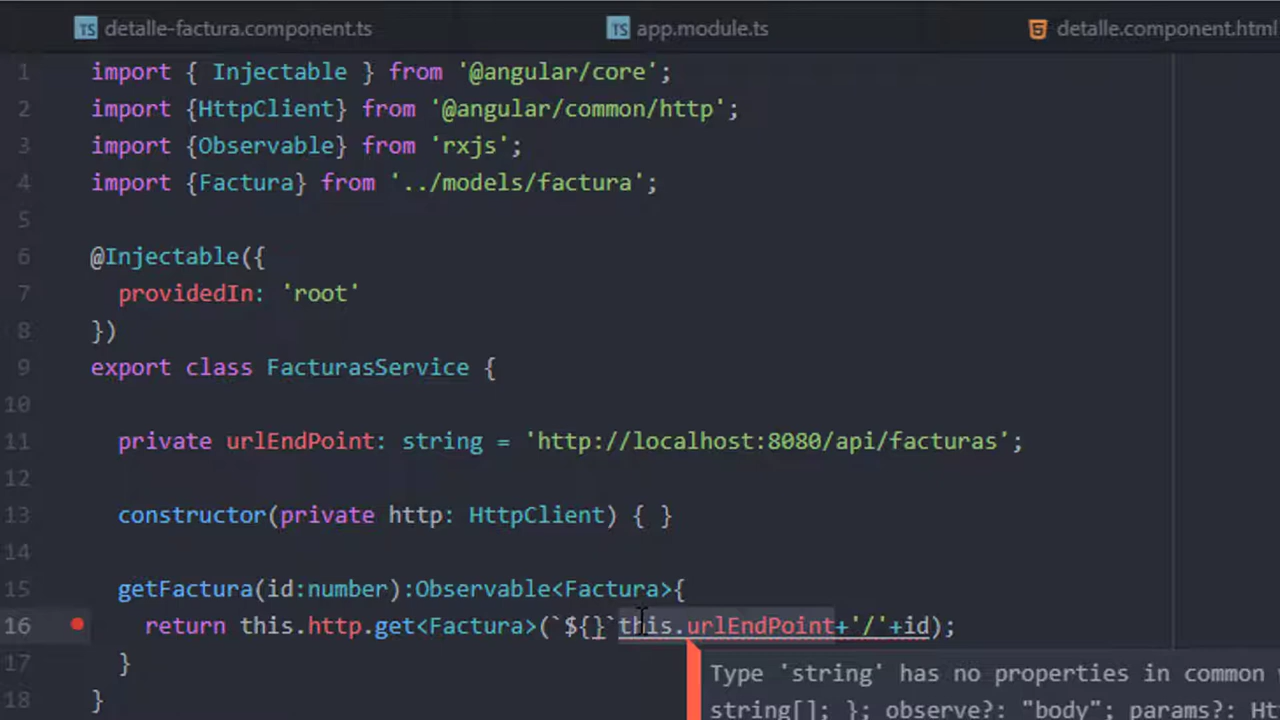 detalle-factura.component.ts app.module.ts detalle.component.html
1 import { Injectable } from '@angular/core';
2 import {HttpClient} from '@angular/common/http';
3 import {Observable} from 'rxjs';
4 import {Factura} from '../models/factura';
5
6 @Injectable({
7 providedIn: 'root'
8 })
9 export class FacturasService {
10
11 private urlEndPoint: string = 'http://localhost:8080/api/facturas';
12
13 constructor(private http: HttpClient) { }
14
15 getFactura(id:number):Observable<Factura>{
16 return this.http.get<Factura>(`${}`this.urlEndPoint+'/'+id);
17 }
18 }
Type 'string' has no properties in common
string[]; }; observe?: "body"; params?: Ht